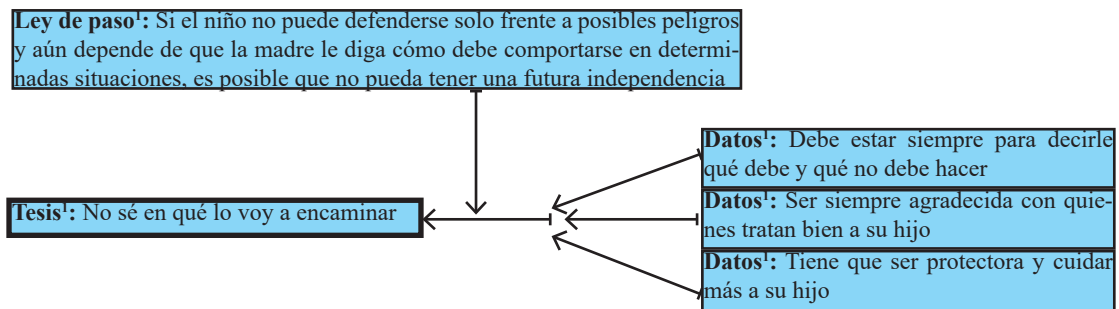 Ley de paso¹: Si el niño no puede defenderse solo frente a posibles peligros
y aún depende de que la madre le diga cómo debe comportarse en determi-
nadas situaciones, es posible que no pueda tener una futura independencia
Datos¹: Debe estar siempre para decirle
qué debe y qué no debe hacer
Tesis¹: No sé en qué lo voy a encaminar
Datos¹: Ser siempre agradecida con quie-
nes tratan bien a su hijo
Datos¹: Tiene que ser protectora y cuidar
más a su hijo